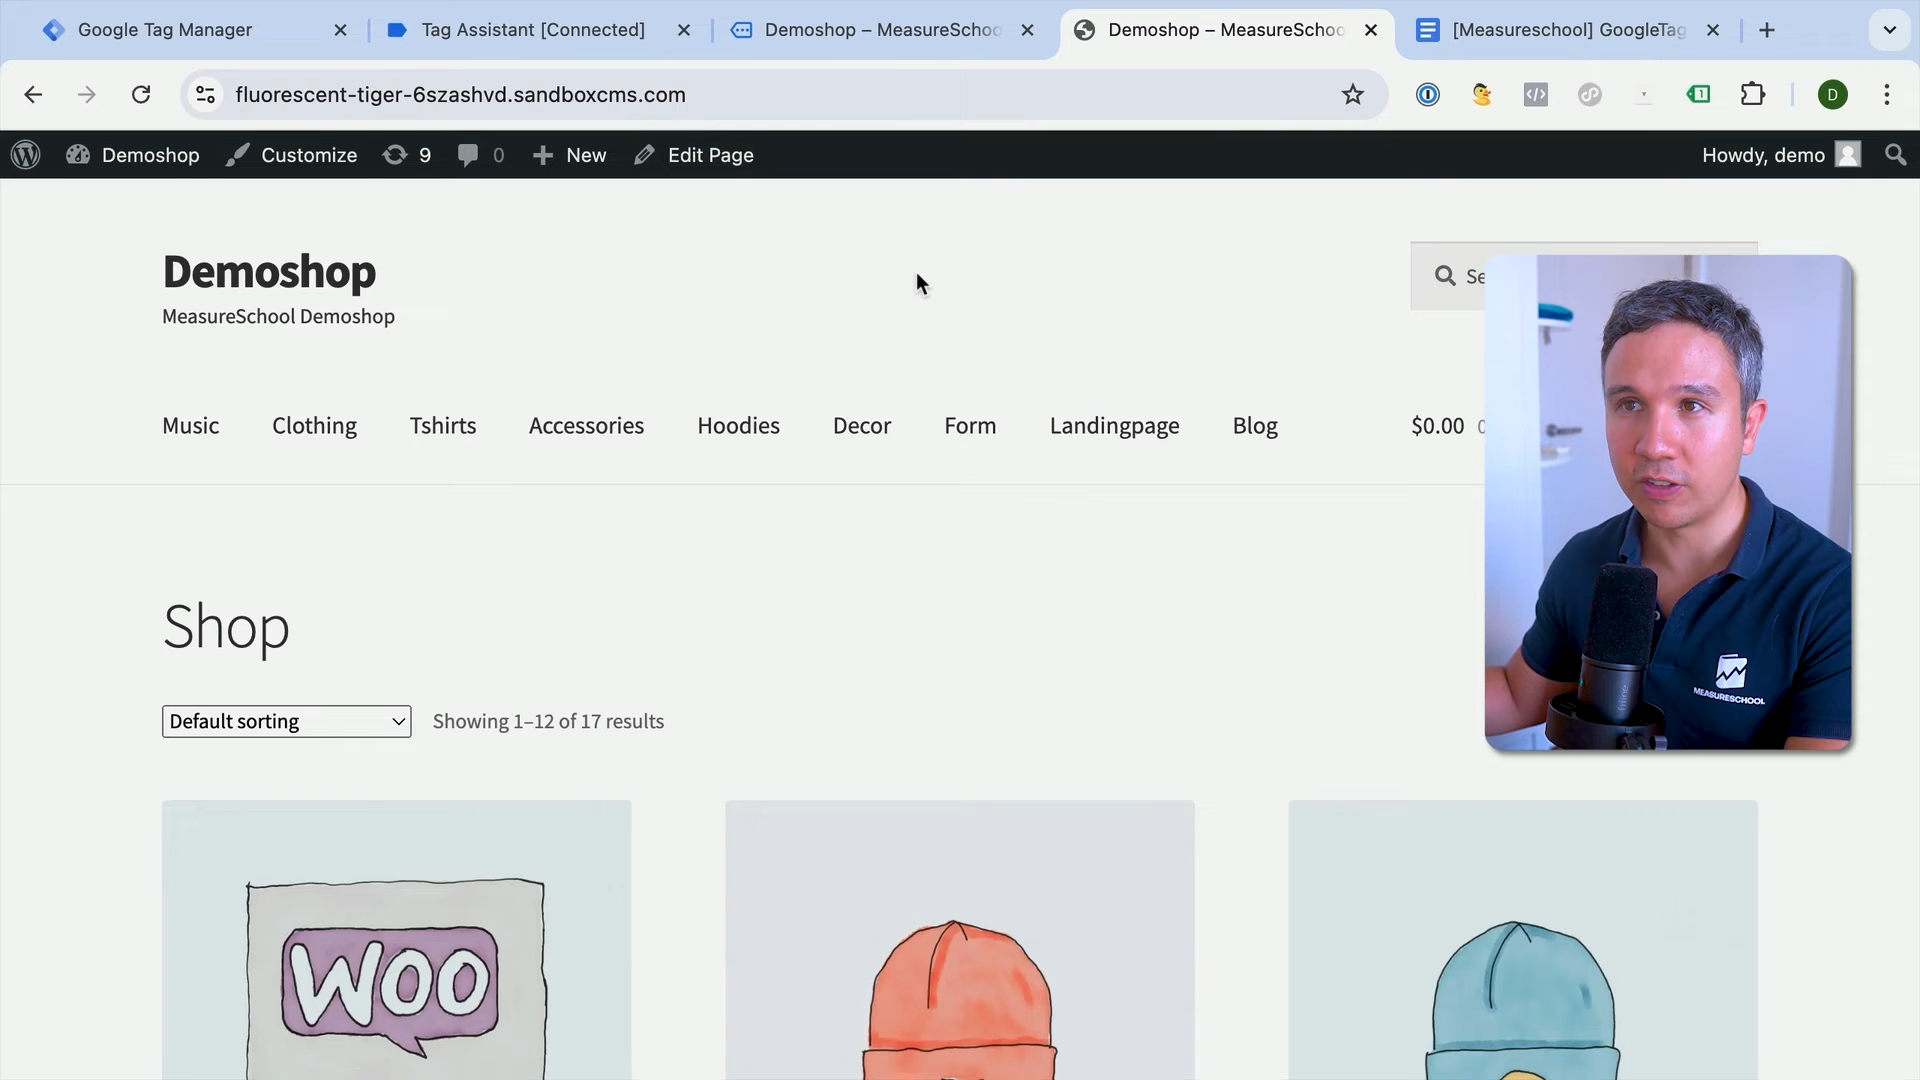 Google Tag Manager
Tag Assistant [Connected]
Demoshop – MeasureSchoo
Demoshop – MeasureSchoo
[Measureschool] GoogleTag
fluorescent-tiger-6szashvd.sandboxcms.com
1
D
Demoshop
Customize
9
0
New
Edit Page
Howdy, demo
Demoshop
MeasureSchool Demoshop
Se
Music
Clothing
Tshirts
Accessories
Hoodies
Decor
Form
Landingpage
Blog
$0.00
MEASURESCHOOL
Shop
Default sorting
Showing 1–12 of 17 results
WOO